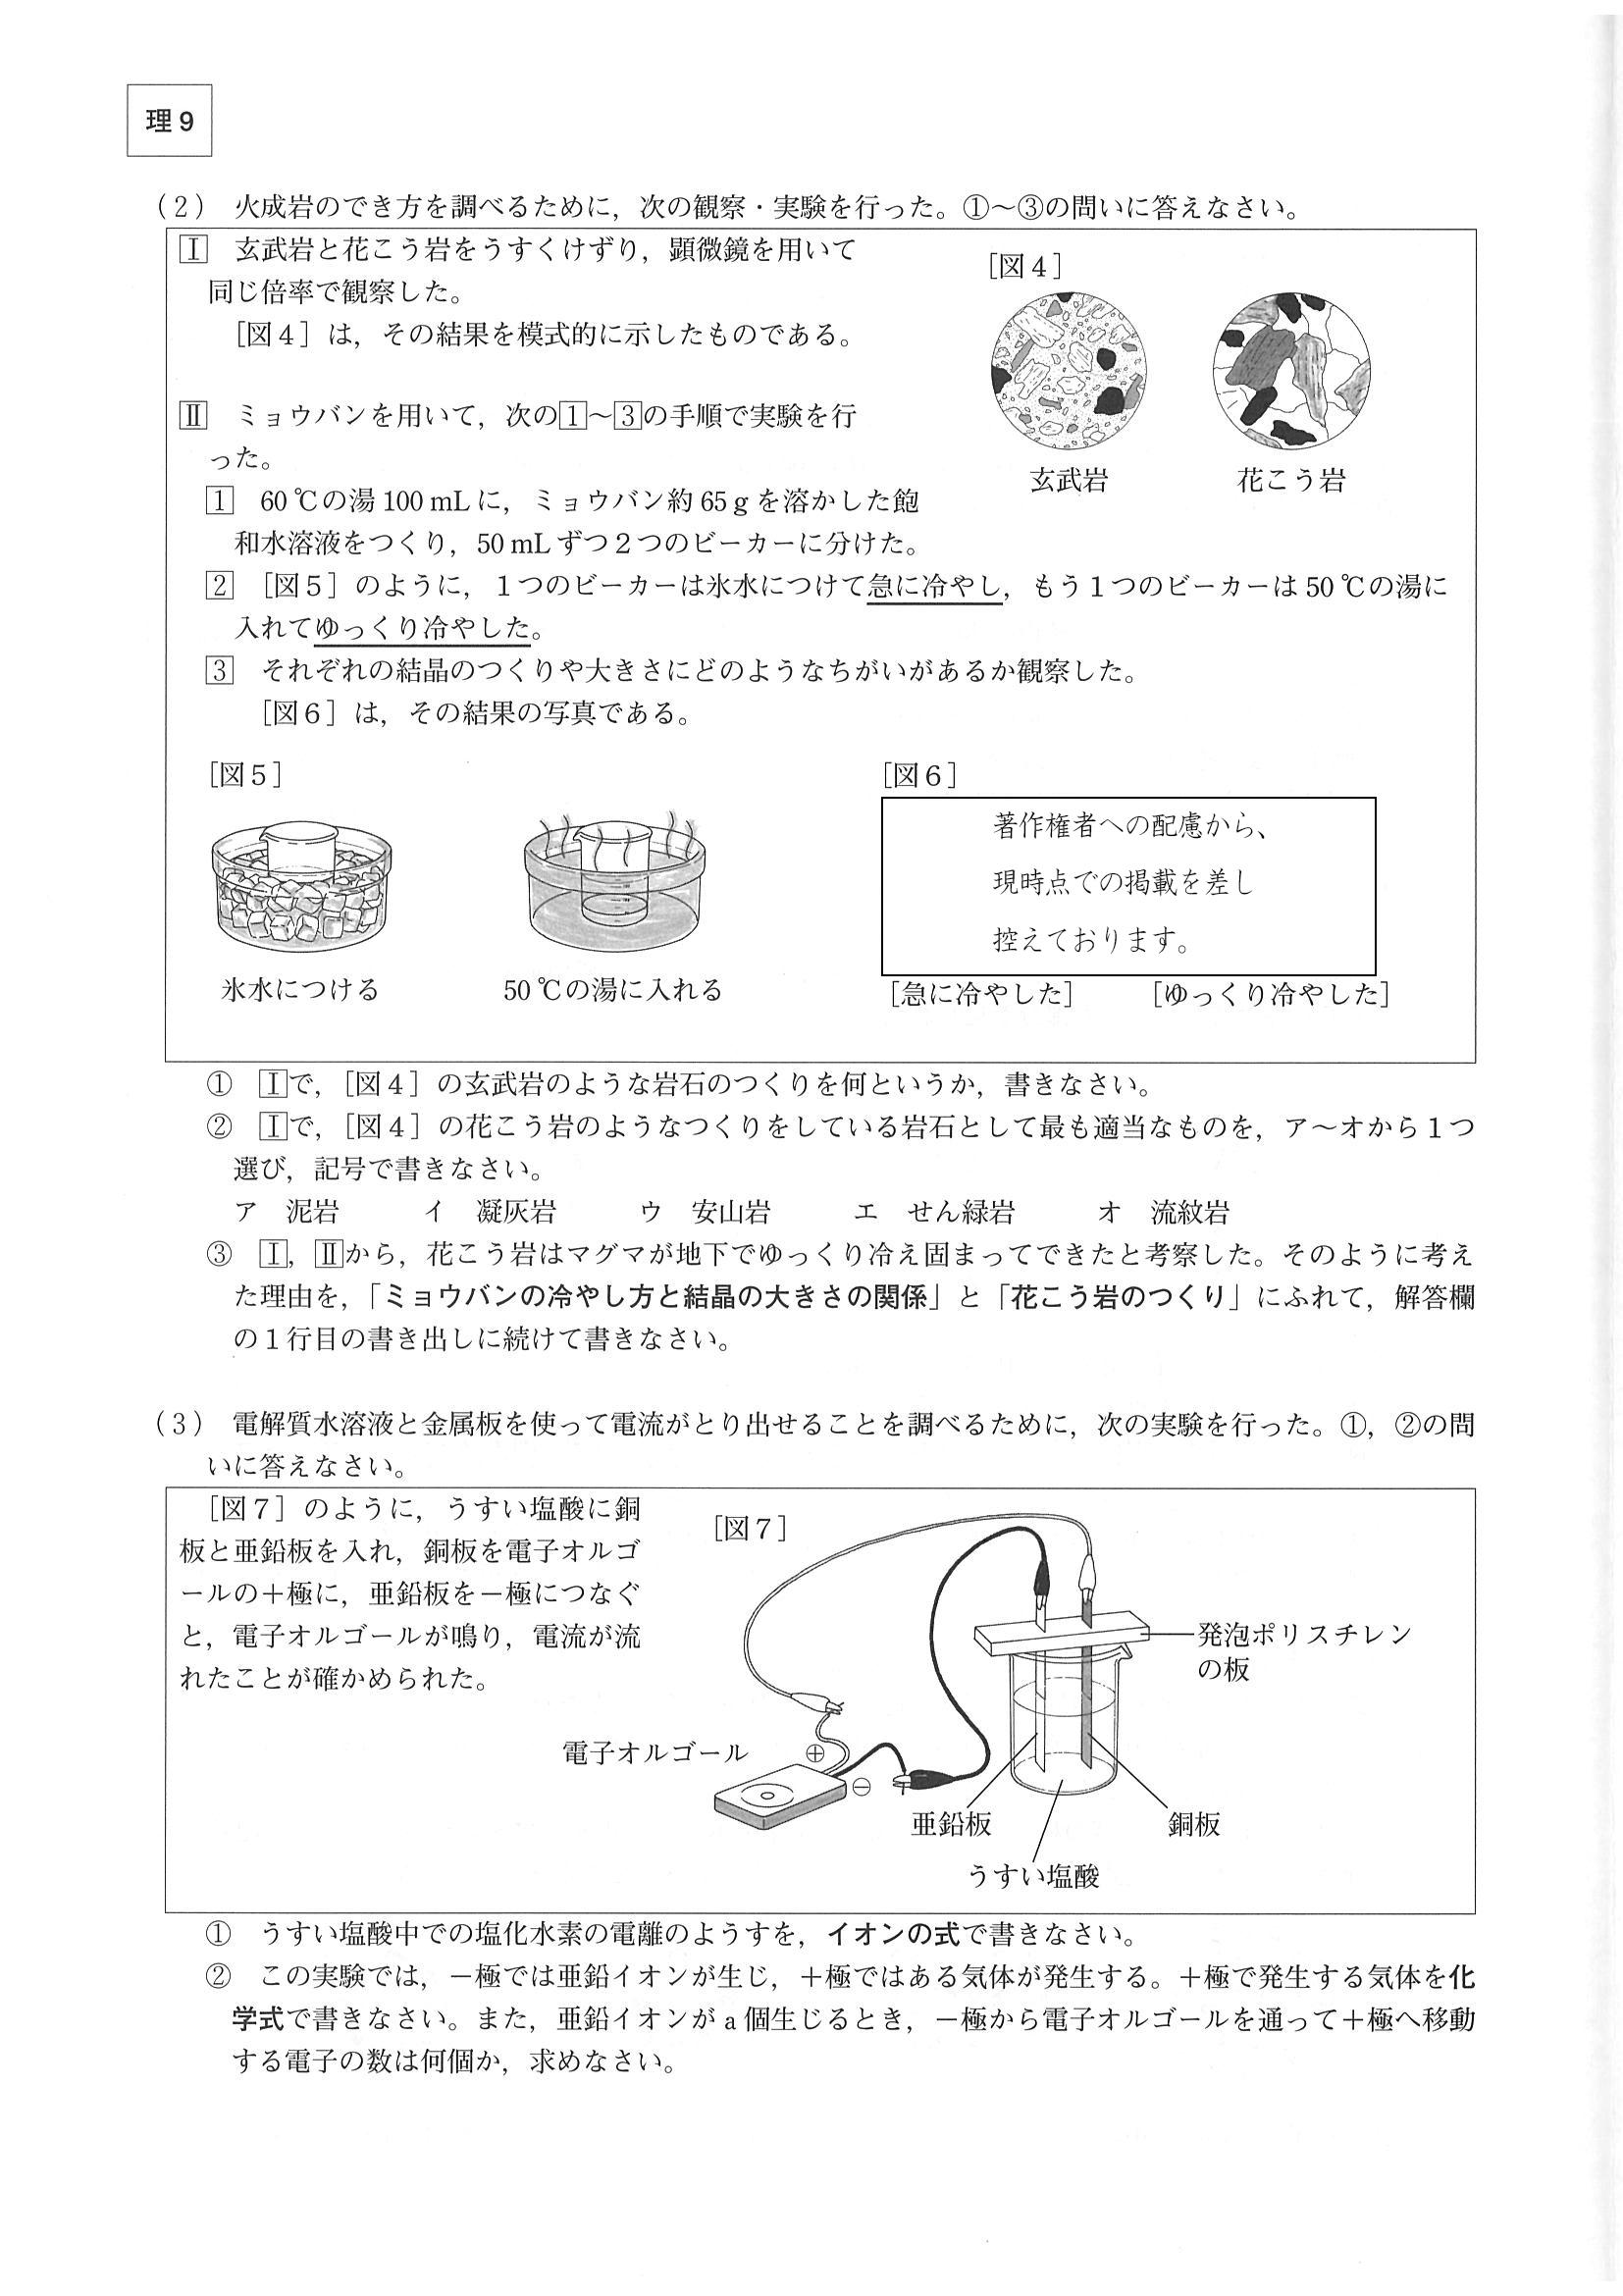 理9
(2) 火成岩のでき方を調べるために，次の観察・実験を行った。①〜③の問いに答えなさい。
Ⅰ 玄武岩と花こう岩をうすくけずり，顕微鏡を用いて
同じ倍率で観察した。
［図4］は，その結果を模式的に示したものである。
［図4］
玄武岩 花こう岩
Ⅱ ミョウバンを用いて，次の1〜3の手順で実験を行
った。
1 60℃の湯100 mLに，ミョウバン約65 gを溶かした飽
和水溶液をつくり，50 mLずつ2つのビーカーに分けた。
2 ［図5］のように，1つのビーカーは氷水につけて急に冷やし，もう1つのビーカーは50℃の湯に
入れてゆっくり冷やした。
3 それぞれの結晶のつくりや大きさにどのようなちがいがあるか観察した。
［図6］は，その結果の写真である。
［図5］
氷水につける 50℃の湯に入れる
［図6］
著作権者への配慮から、
現時点での掲載を差し
控えております。
［急に冷やした］ ［ゆっくり冷やした］
① Ⅰで，［図4］の玄武岩のような岩石のつくりを何というか，書きなさい。
② Ⅰで，［図4］の花こう岩のようなつくりをしている岩石として最も適当なものを，ア〜オから1つ
選び，記号で書きなさい。
ア 泥岩 イ 凝灰岩 ウ 安山岩 エ せん緑岩 オ 流紋岩
③ Ⅰ，Ⅱから，花こう岩はマグマが地下でゆっくり冷え固まってできたと考察した。そのように考え
た理由を，「ミョウバンの冷やし方と結晶の大きさの関係」と「花こう岩のつくり」にふれて，解答欄
の1行目の書き出しに続けて書きなさい。
(3) 電解質水溶液と金属板を使って電流がとり出せることを調べるために，次の実験を行った。①，②の問
いに答えなさい。
［図7］のように，うすい塩酸に銅
板と亜鉛板を入れ，銅板を電子オルゴ
ールの＋極に，亜鉛板を－極につなぐ
と，電子オルゴールが鳴り，電流が流
れたことが確かめられた。
［図7］
発泡ポリスチレン
の板
電子オルゴール
⊕
⊖
亜鉛板
銅板
うすい塩酸
① うすい塩酸中での塩化水素の電離のようすを，イオンの式で書きなさい。
② この実験では，－極では亜鉛イオンが生じ，＋極ではある気体が発生する。＋極で発生する気体を化
学式で書きなさい。また，亜鉛イオンがa個生じるとき，－極から電子オルゴールを通って＋極へ移動
する電子の数は何個か，求めなさい。